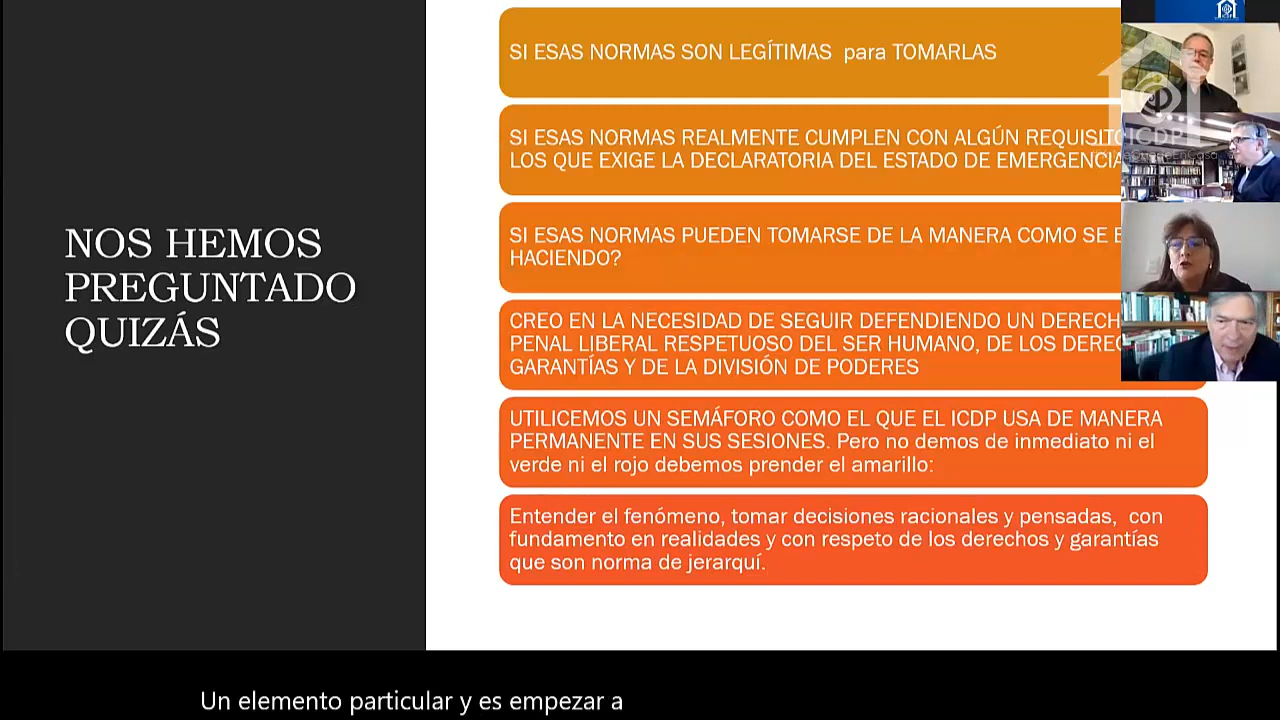 NOS HEMOS
PREGUNTADO
QUIZÁS
SI ESAS NORMAS SON LEGÍTIMAS para TOMARLAS
SI ESAS NORMAS REALMENTE CUMPLEN CON ALGÚN
LOS QUE EXIGE LA DECLARATORIA DEL ESTADO DE EMERGENCIA
SI ESAS NORMAS PUEDEN TOMARSE DE LA MANERA COMO SE
HACIENDO?
CREO EN LA NECESIDAD DE SEGUIR DEFENDIENDO UN
PENAL LIBERAL RESPETUOSO DEL SER HUMANO, DE LOS
GARANTÍAS Y DE LA DIVISIÓN DE PODERES
UTILICEMOS UN SEMÁFORO COMO EL QUE EL ICDP USA DE MANERA
PERMANENTE EN SUS SESIONES. Pero no demos de inmediato ni el
verde ni el rojo debemos prender el amarillo:
Entender el fenómeno, tomar decisiones racionales y pensadas, con
fundamento en realidades y con respeto de los derechos y garantías
que son norma de jerarquí.
ICDP
Un elemento particular y es empezar a